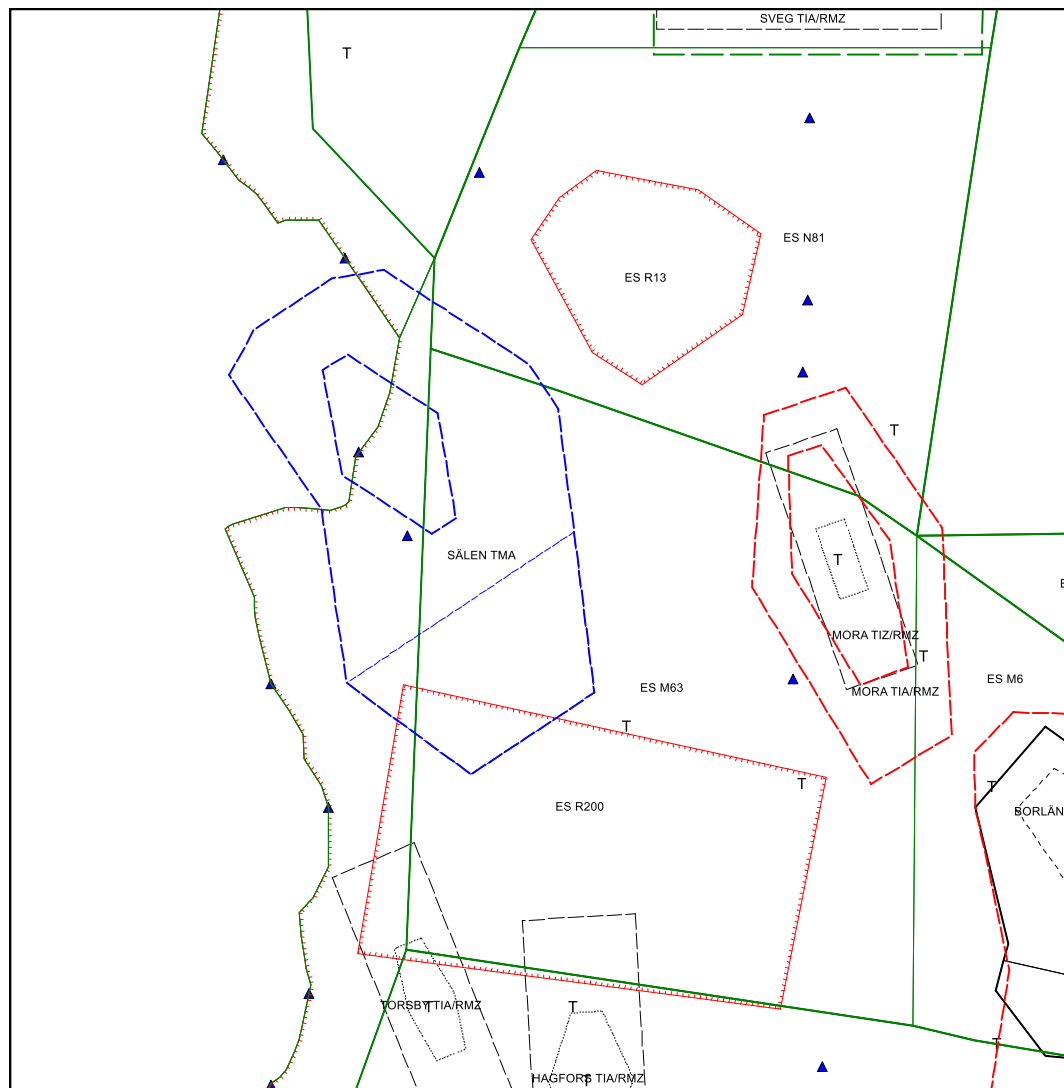 SVEG TIA/RMZ
T
ES N81
ES R13
T
SÄLEN TMA
T
MORA TIZ/RMZ
T
ES M63
ES M6
MORA TIA/RMZ
T
T
T
ES R200
BORLÄN
TORSBY TIA/RMZ
T
T
T
HAGFORS TIA/RMZ
T